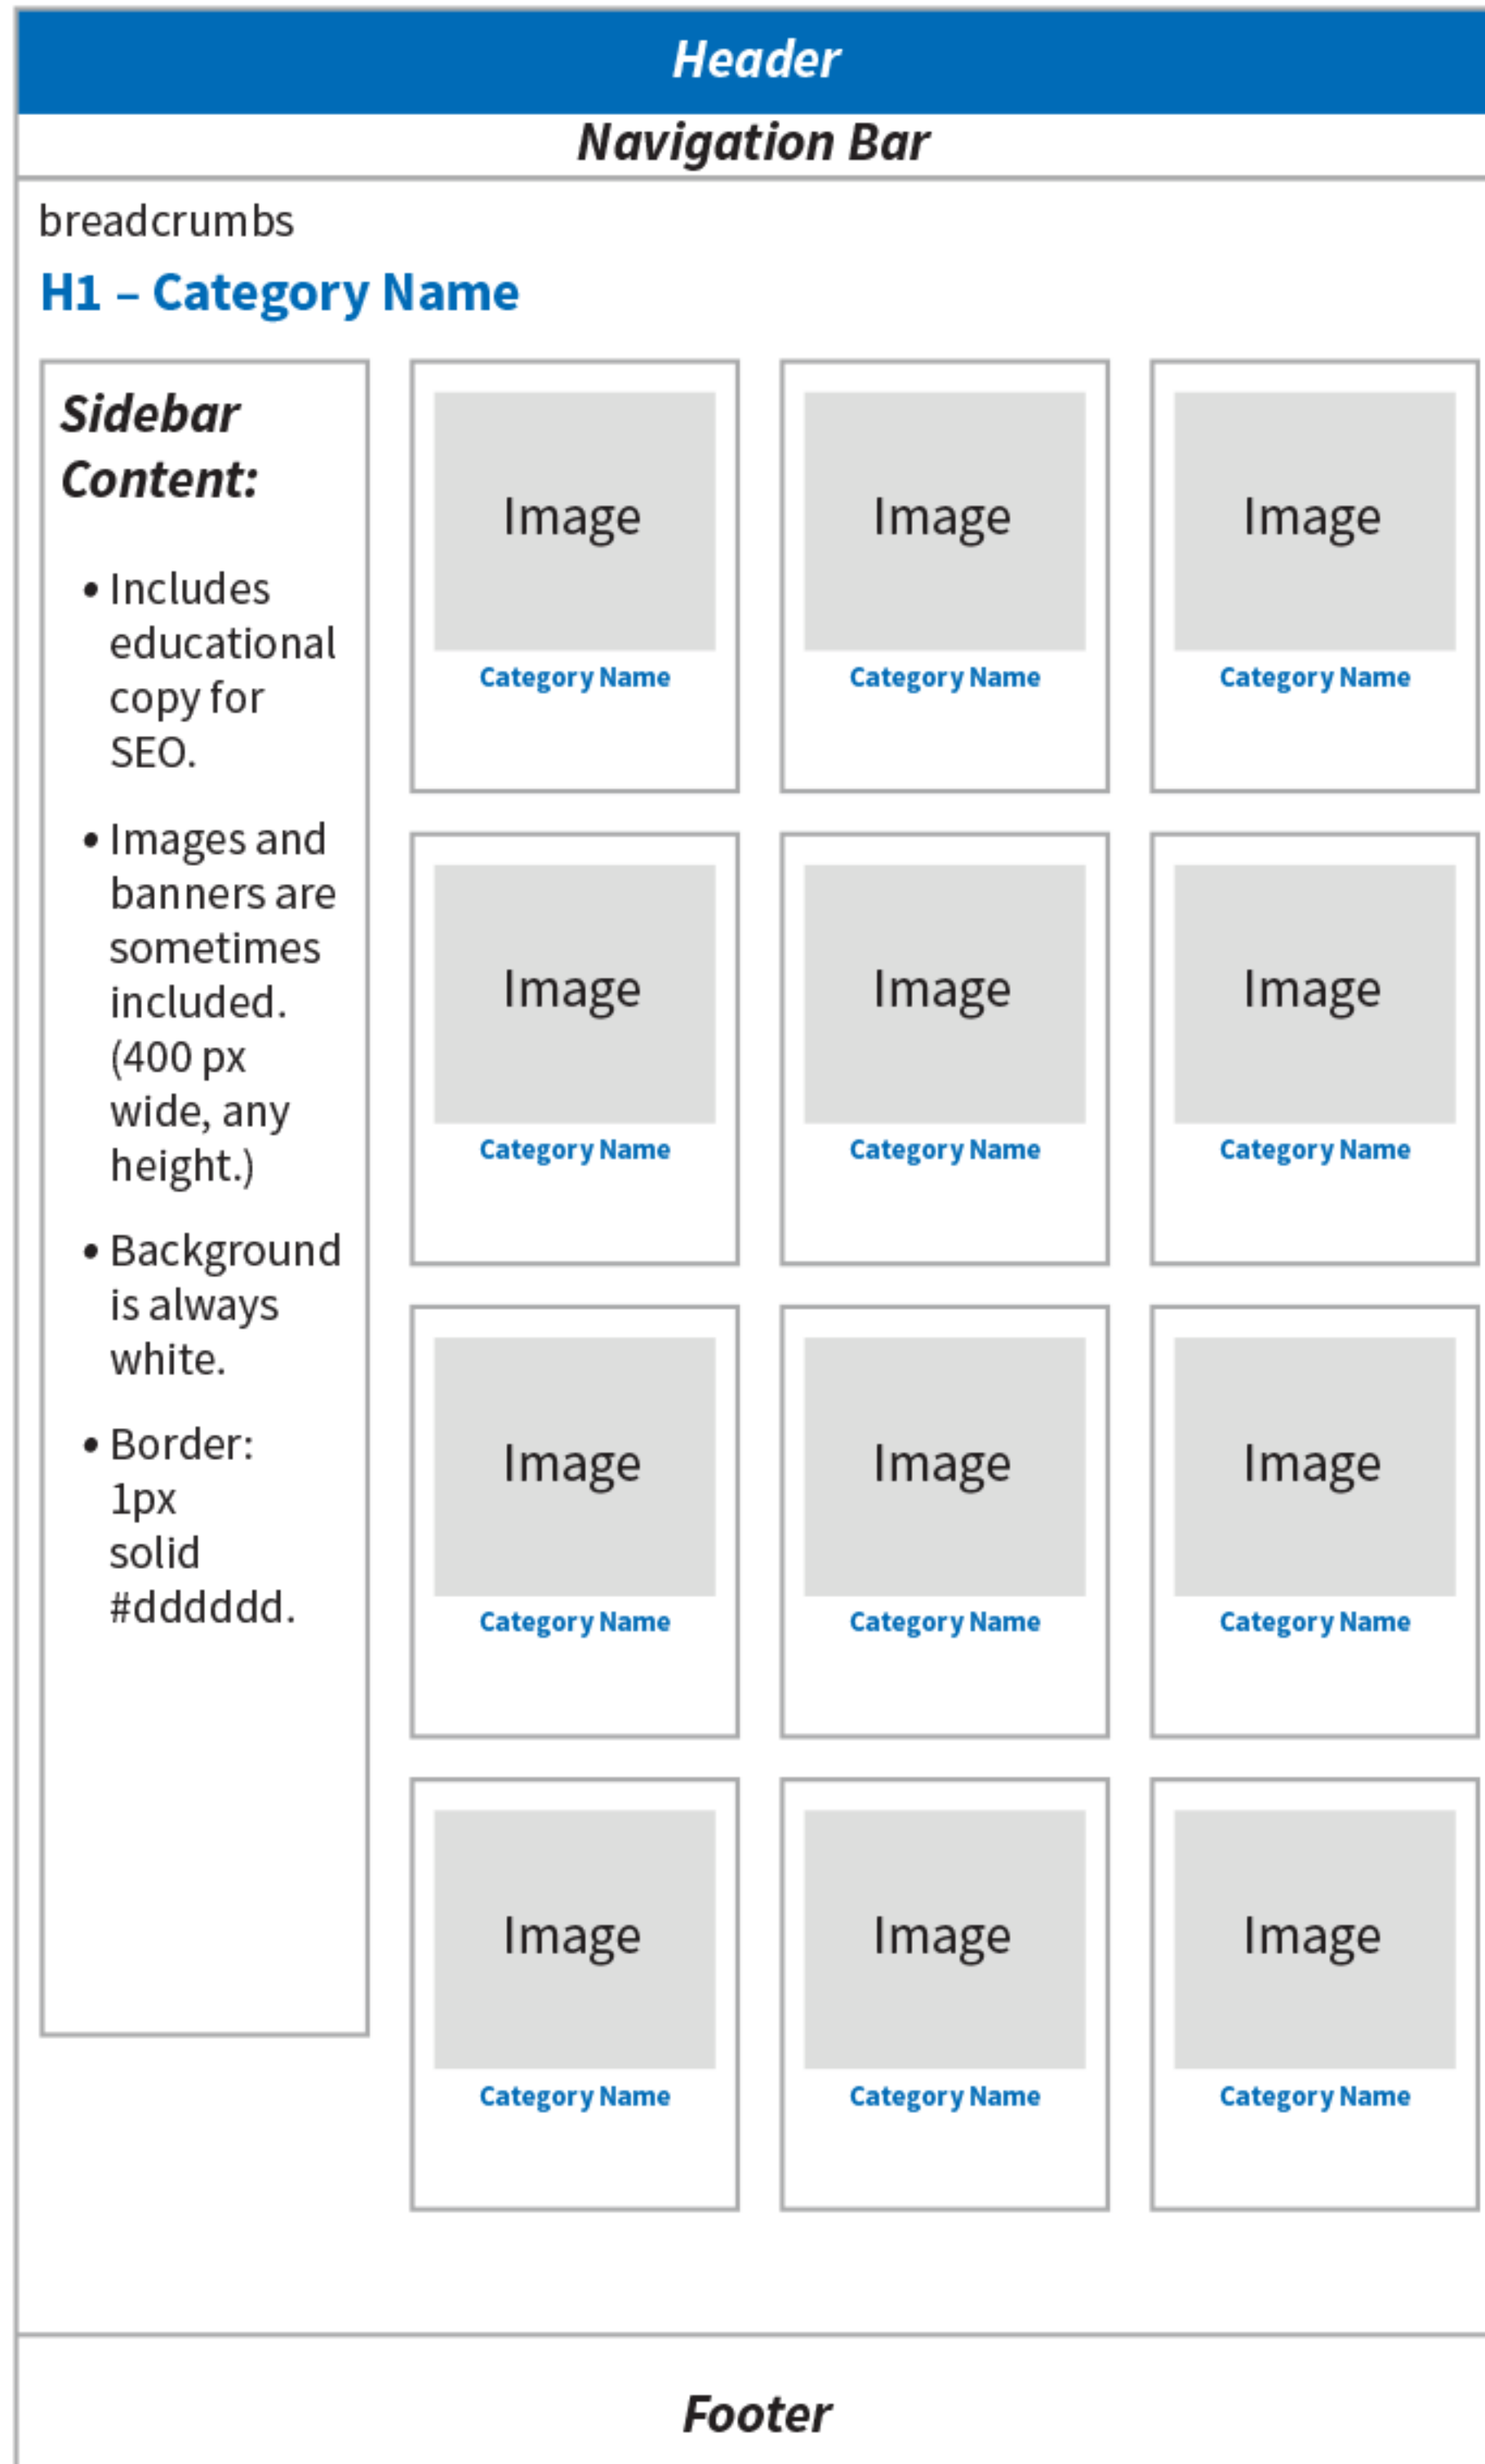 Header
Navigation Bar
breadcrumbs
H1 – Category Name
Sidebar
Content:
• Includes
educational
copy for
SEO.
• Images and
banners are
sometimes
included.
(400 px
wide, any
height.)
• Background
is always
white.
• Border:
1px
solid
#dddddd.
Image
Image
Image
Category Name
Category Name
Category Name
Image
Image
Image
Category Name
Category Name
Category Name
Image
Image
Image
Category Name
Category Name
Category Name
Image
Image
Image
Category Name
Category Name
Category Name
Footer